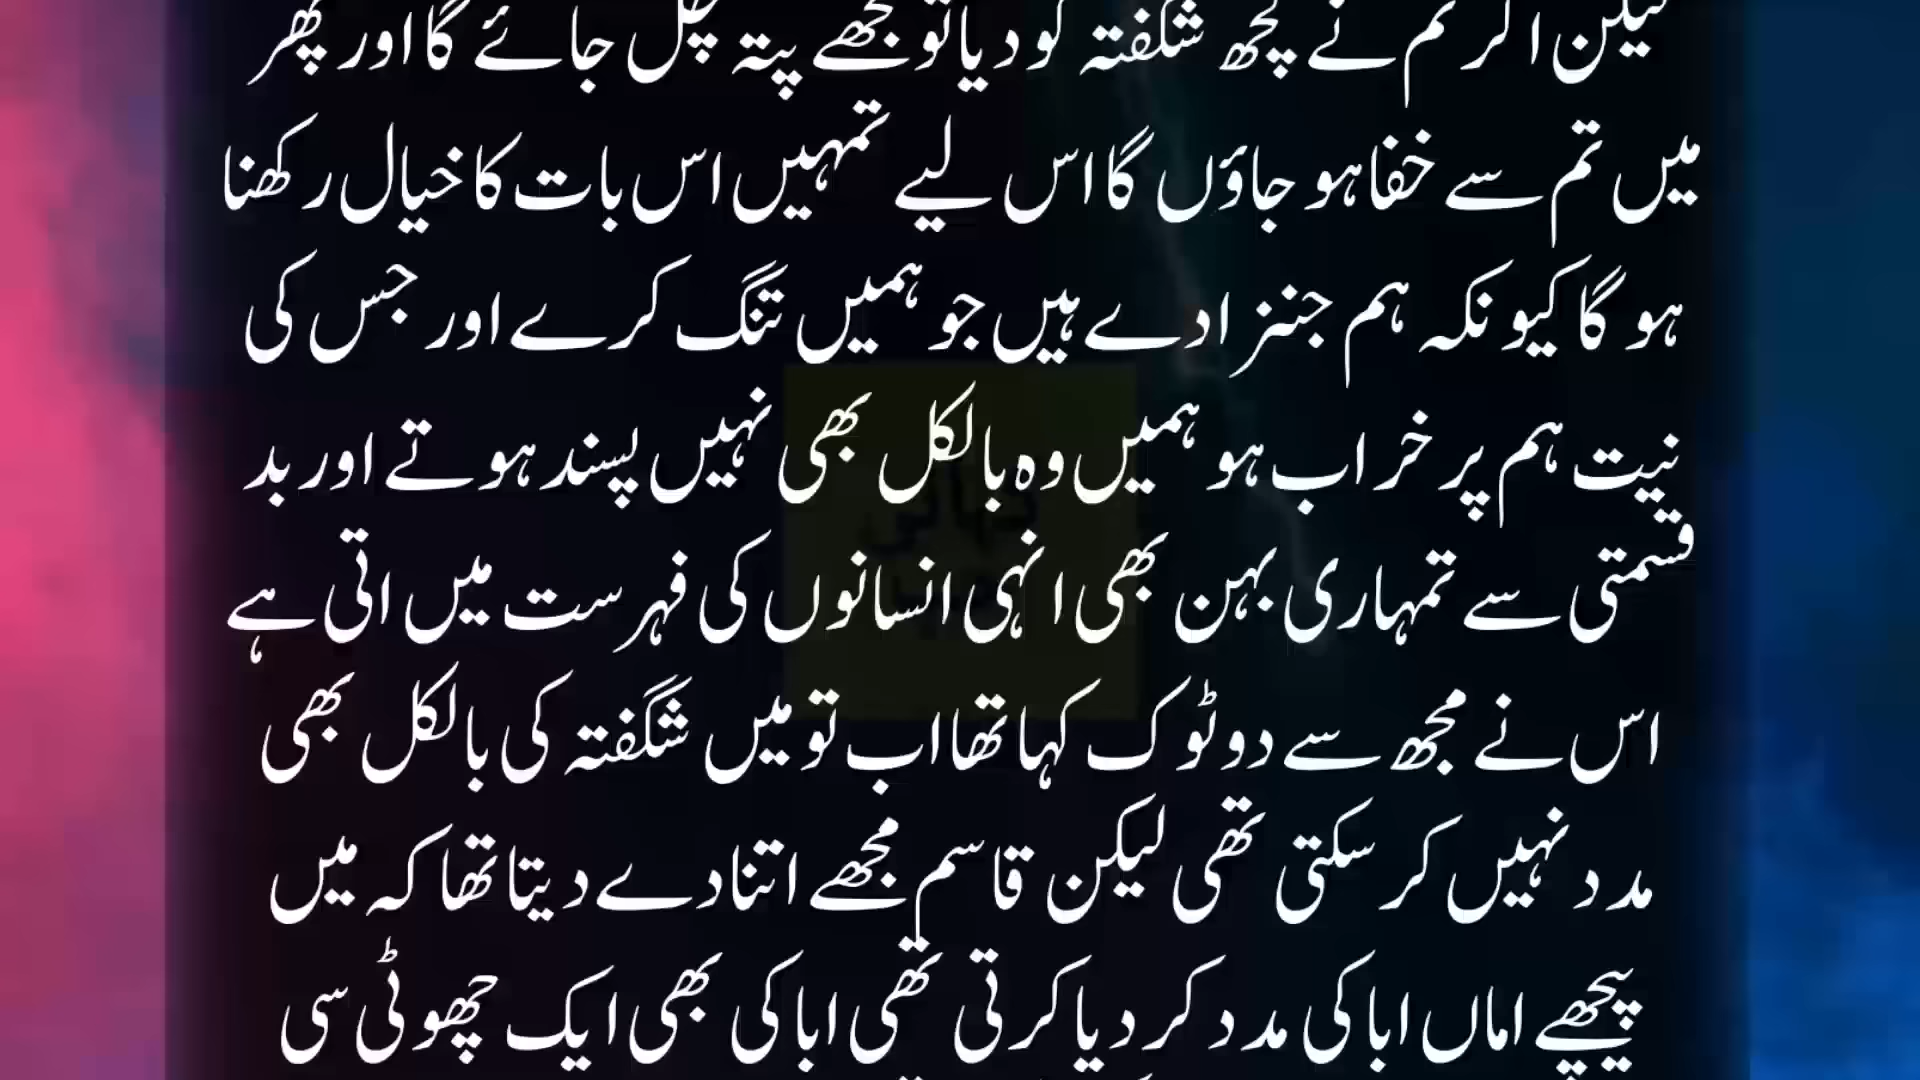 لیکن اگر تم نے کچھ شگفتہ کو دیا تو مجھے پتہ چل جائے گا اور پھر
میں تم سے خفا ہو جاؤں گا اس لیے تمہیں اس بات کا خیال رکھنا
ہو گا کیونکہ ہم جنزادے ہیں جو ہمیں تنگ کرے اور جس کی
نیت ہم پر خراب ہو ہمیں وہ بالکل بھی نہیں پسند ہوتے اور بد
قسمتی سے تمہاری بہن بھی انہی انسانوں کی فہرست میں اتی ہے
اس نے مجھ سے دو ٹوک کہا تھا اب تو میں شگفتہ کی بالکل بھی
مدد نہیں کر سکتی تھی لیکن قاسم مجھے اتنا دے دیتا تھا کہ میں
پیچھے اماں ابا کی مدد کر دیا کرتی تھی ابا کی بھی ایک چھوٹی سی